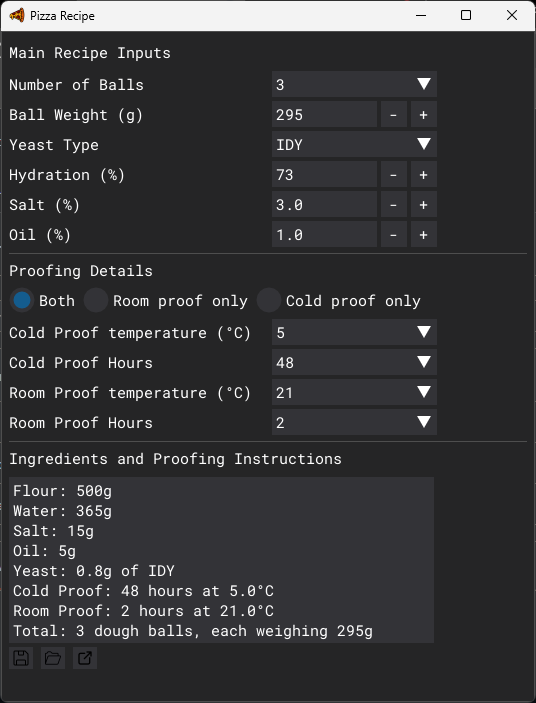 Pizza Recipe
Main Recipe Inputs
Number of Balls 3
Ball Weight (g) 295 - +
Yeast Type IDY
Hydration (%) 73 - +
Salt (%) 3.0 - +
Oil (%) 1.0 - +
Proofing Details
Both Room proof only Cold proof only
Cold Proof temperature (°C) 5
Cold Proof Hours 48
Room Proof temperature (°C) 21
Room Proof Hours 2
Ingredients and Proofing Instructions
Flour: 500g
Water: 365g
Salt: 15g
Oil: 5g
Yeast: 0.8g of IDY
Cold Proof: 48 hours at 5.0°C
Room Proof: 2 hours at 21.0°C
Total: 3 dough balls, each weighing 295g